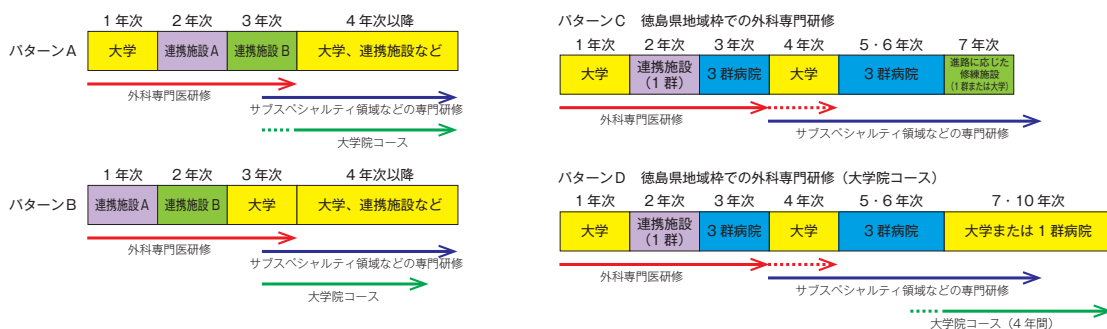 パターンA
1年次 2年次 3年次 4年次以降
大学 連携施設A 連携施設B 大学、連携施設など
外科専門医研修
サブスペシャルティ領域などの専門研修
大学院コース
パターンB
1年次 2年次 3年次 4年次以降
連携施設A 連携施設B 大学 大学、連携施設など
外科専門医研修
サブスペシャルティ領域などの専門研修
大学院コース
パターンC 徳島県地域枠での外科専門研修
1年次 2年次 3年次 4年次 5・6年次 7年次
大学 連携施設（1群） 3群病院 大学 3群病院 進路に応じた修練施設（1群または大学）
外科専門医研修
サブスペシャルティ領域などの専門研修
パターンD 徳島県地域枠での外科専門研修（大学院コース）
1年次 2年次 3年次 4年次 5・6年次 7・10年次
大学 連携施設（1群） 3群病院 大学 3群病院 大学または1群病院
外科専門医研修
サブスペシャルティ領域などの専門研修
大学院コース（4年間）